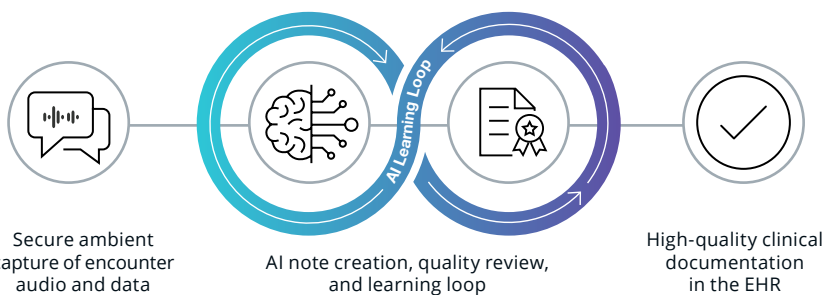 AI Learning Loop
Secure ambient
capture of encounter
audio and data
AI note creation, quality review,
and learning loop
High-quality clinical
documentation
in the EHR